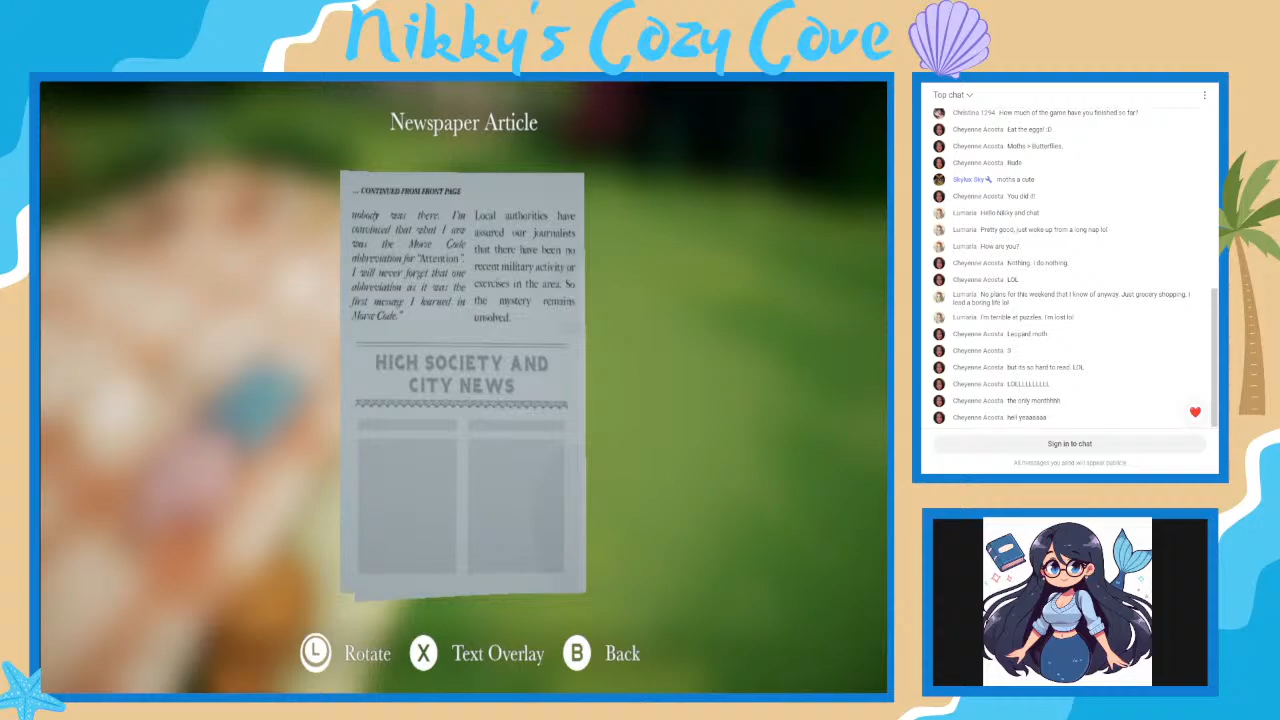 Nikky's Cozy Cove
Newspaper Article
... CONTINUED FROM FRONT PAGE
nobody was there. I'm
convinced that what I saw
was the Morse Code
abbreviation for "Attention".
I will never forget that one
abbreviation as it was the
first message I learned in
Morse Code."
Local authorities have
assured our journalists
that there have been no
recent military activity or
exercises in the area. So
the mystery remains
unsolved.
HIGH SOCIETY AND
CITY NEWS
L Rotate X Text Overlay B Back
Top chat
Christina 1294 How much of the game have you finished so far?
Cheyenne Acosta Eat the eggs! :D
Cheyenne Acosta Moths > Butterflies.
Cheyenne Acosta Rude
Skylux Sky moths a cute
Cheyenne Acosta You did it!
Lumaria Hello Nikky and chat
Lumaria Pretty good, just woke up from a long nap lol
Lumaria How are you?
Cheyenne Acosta Nothing. I do nothing.
Cheyenne Acosta LOL
Lumaria No plans for this weekend that I know of anyway. Just grocery shopping. I
lead a boring life lol
Lumaria I'm terrible at puzzles. I'm lost lol
Cheyenne Acosta Leopard moth
Cheyenne Acosta 3
Cheyenne Acosta but its so hard to read. LOL
Cheyenne Acosta LOLLLLLLLLL
Cheyenne Acosta the only monthhhh
Cheyenne Acosta hell yeaaaaaa
Sign in to chat
All messages you send will appear publicly